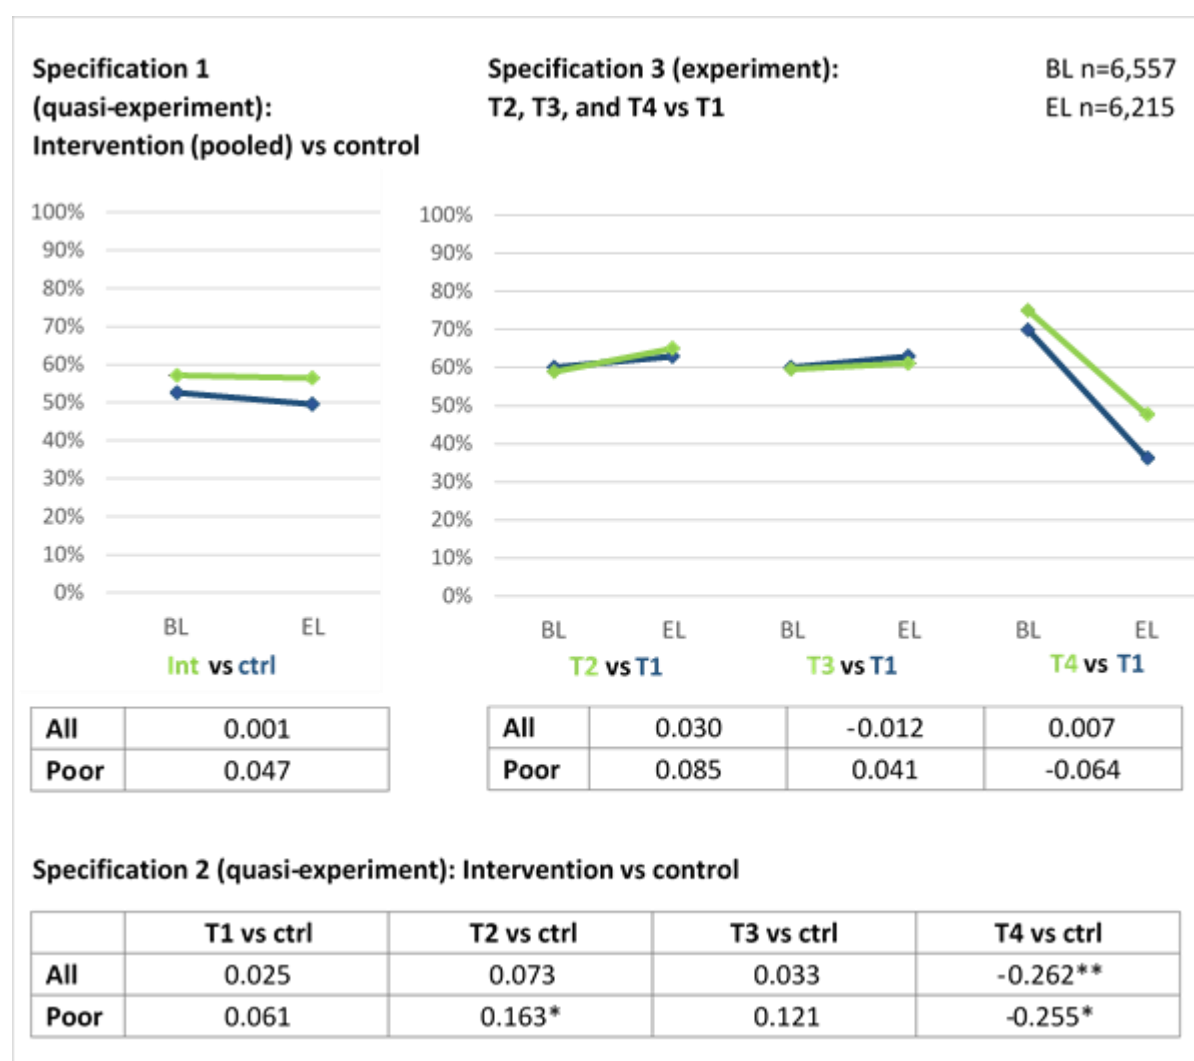 Specification 1
(quasi-experiment):
Intervention (pooled) vs control
Specification 3 (experiment):
T2, T3, and T4 vs T1
BL n=6,557
EL n=6,215
100%
90%
80%
70%
60%
50%
40%
30%
20%
10%
0%
BL EL
Int vs ctrl
100%
90%
80%
70%
60%
50%
40%
30%
20%
10%
0%
BL EL BL EL BL EL
T2 vs T1 T3 vs T1 T4 vs T1
All 0.001
Poor 0.047
All 0.030 -0.012 0.007
Poor 0.085 0.041 -0.064
Specification 2 (quasi-experiment): Intervention vs control
T1 vs ctrl T2 vs ctrl T3 vs ctrl T4 vs ctrl
All 0.025 0.073 0.033 -0.262**
Poor 0.061 0.163* 0.121 -0.255*